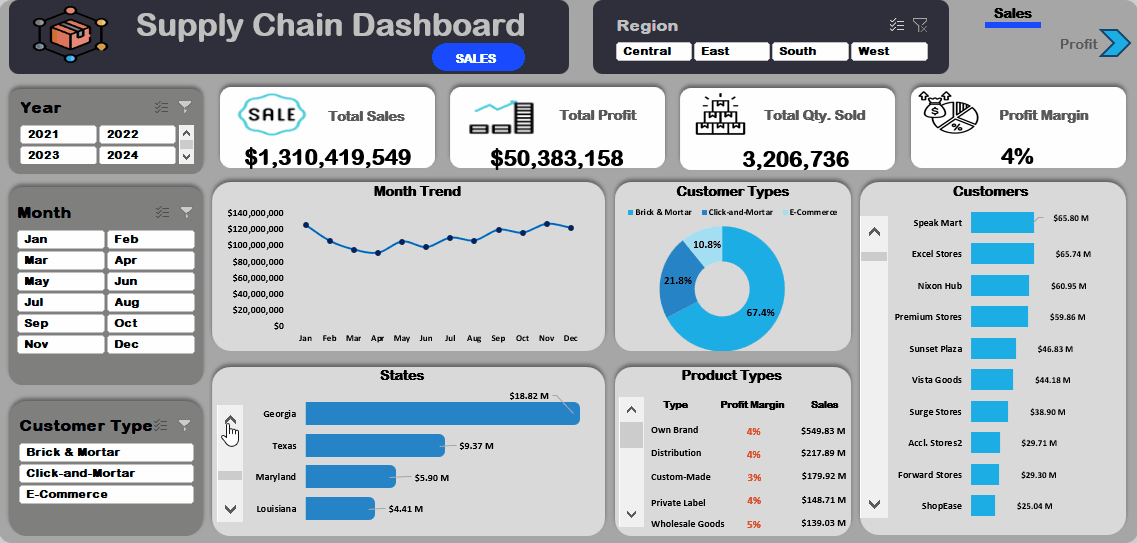 Supply Chain Dashboard
SALES
Region
Central East South West
Sales
Profit
Year
2021 2022
2023 2024
SALE
Total Sales
$1,310,419,549
Total Profit
$50,383,158
Total Qty. Sold
3,206,736
$
%
Profit Margin
4%
Month
Jan Feb
Mar Apr
May Jun
Jul Aug
Sep Oct
Nov Dec
Customer Type
Brick & Mortar
Click-and-Mortar
E-Commerce
Month Trend
$140,000,000
$120,000,000
$100,000,000
$80,000,000
$60,000,000
$40,000,000
$20,000,000
$0
Jan Feb Mar Apr May Jun Jul Aug Sep Oct Nov Dec
Customer Types
Brick & Mortar Click-and-Mortar E-Commerce
10.8%
21.8%
67.4%
Customers
Speak Mart $65.80 M
Excel Stores $65.74 M
Nixon Hub $60.95 M
Premium Stores $59.86 M
Sunset Plaza $46.83 M
Vista Goods $44.18 M
Surge Stores $38.90 M
Accl. Stores2 $29.71 M
Forward Stores $29.30 M
ShopEase $25.04 M
States
$18.82 M
Georgia
Texas $9.37 M
Maryland $5.90 M
Louisiana $4.41 M
Product Types
Type Profit Margin Sales
Own Brand 4% $549.83 M
Distribution 4% $217.89 M
Custom-Made 3% $179.92 M
Private Label 4% $148.71 M
Wholesale Goods 5% $139.03 M